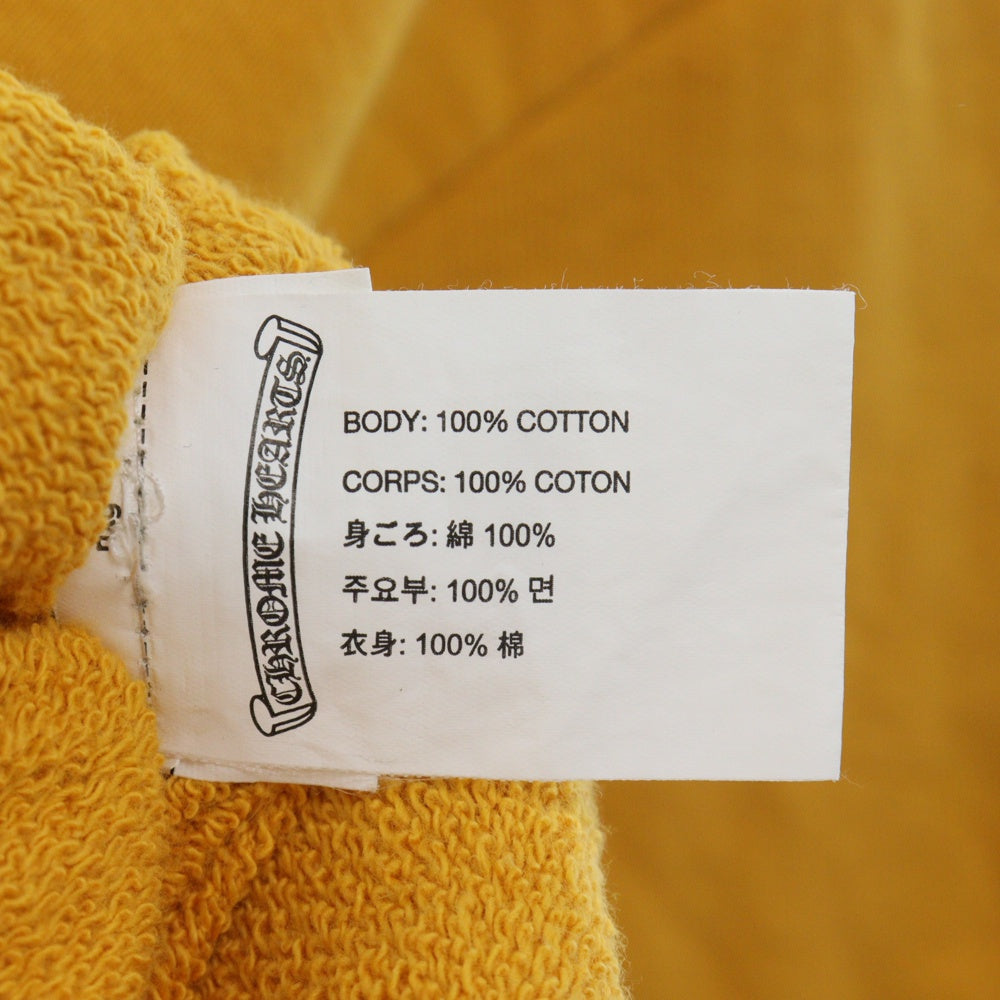 CHROME HEARTS
BODY: 100% COTTON
CORPS: 100% COTON
身ごろ: 綿 100%
주요부: 100% 면
衣身: 100% 棉